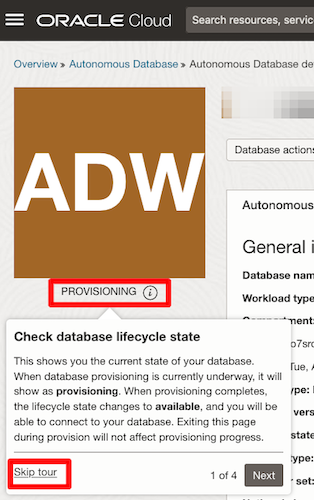 ORACLE Cloud
Search resources, servic
Overview » Autonomous Database » Autonomous Database de
ADW
Database actions
PROVISIONING i
Autonomous
General i
Database nam
Workload type
Check database lifecycle state
This shows you the current state of your database.
When database provisioning is currently underway, it will
show as provisioning. When provisioning completes,
the lifecycle state changes to available, and you will be
able to connect to your database. Exiting this page
during provision will not affect provisioning progress.
Skip tour
1 of 4
Next